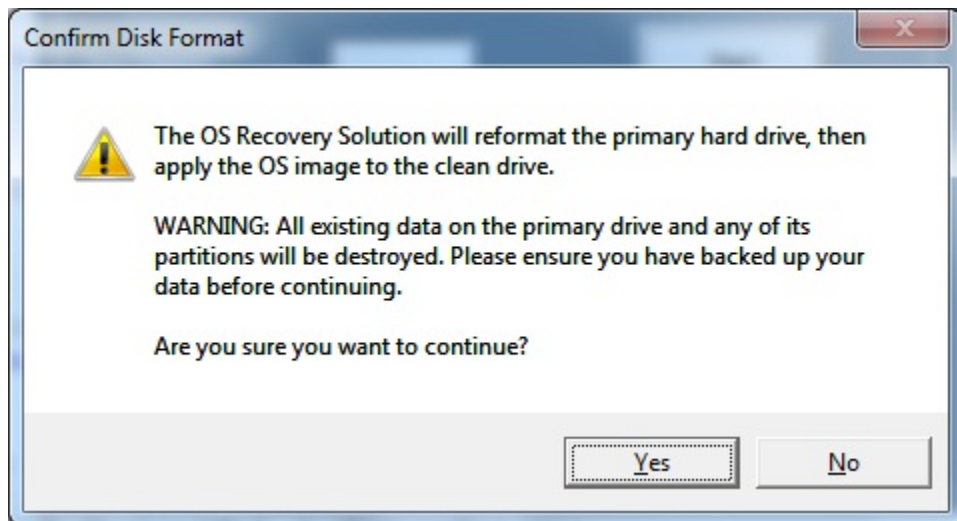 Confirm Disk Format
The OS Recovery Solution will reformat the primary hard drive, then
apply the OS image to the clean drive.
WARNING: All existing data on the primary drive and any of its
partitions will be destroyed. Please ensure you have backed up your
data before continuing.
Are you sure you want to continue?
Yes
No